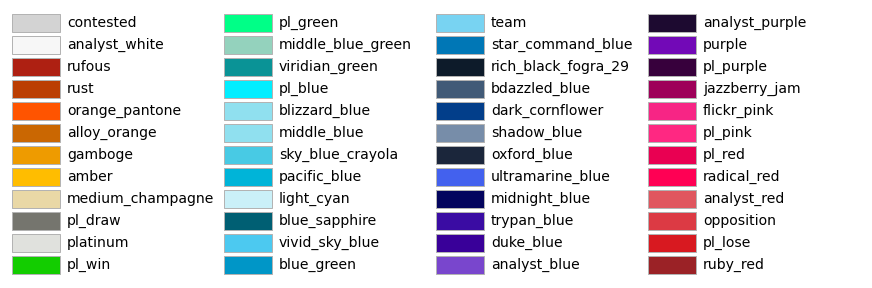 contested
analyst_white
rufous
rust
orange_pantone
alloy_orange
gamboge
amber
medium_champagne
pl_draw
platinum
pl_win
pl_green
middle_blue_green
viridian_green
pl_blue
blizzard_blue
middle_blue
sky_blue_crayola
pacific_blue
light_cyan
blue_sapphire
vivid_sky_blue
blue_green
team
star_command_blue
rich_black_fogra_29
bdazzled_blue
dark_cornflower
shadow_blue
oxford_blue
ultramarine_blue
midnight_blue
trypan_blue
duke_blue
analyst_blue
analyst_purple
purple
pl_purple
jazzberry_jam
flickr_pink
pl_pink
pl_red
radical_red
analyst_red
opposition
pl_lose
ruby_red